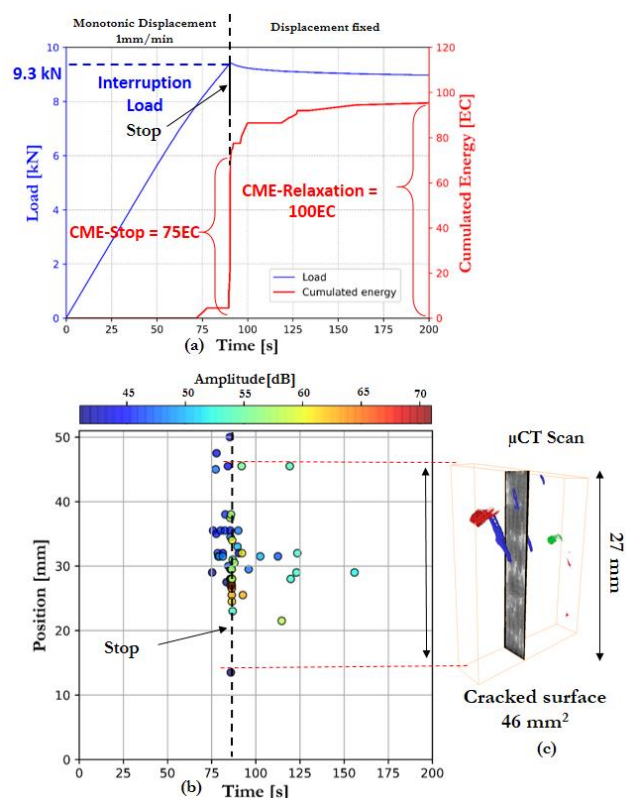 Monotonic Displacement
1mm/min
Displacement fixed
10
9.3 kN
8
6
4
2
0
Load [kN]
Interruption
Load
Stop
CME-Stop = 75EC
CME-Relaxation =
100EC
Load
Cumulated energy
120
100
80
60
40
20
0
Cumulated Energy [EC]
0
25
50
75
100
125
150
175
200
(a)
Time [s]
Amplitude[dB]
45
50
55
60
65
70
50
40
30
20
10
0
Position [mm]
Stop
0
25
50
75
100
125
150
175
200
(b)
Time [s]
µCT Scan
27 mm
Cracked surface
46 mm²
(c)